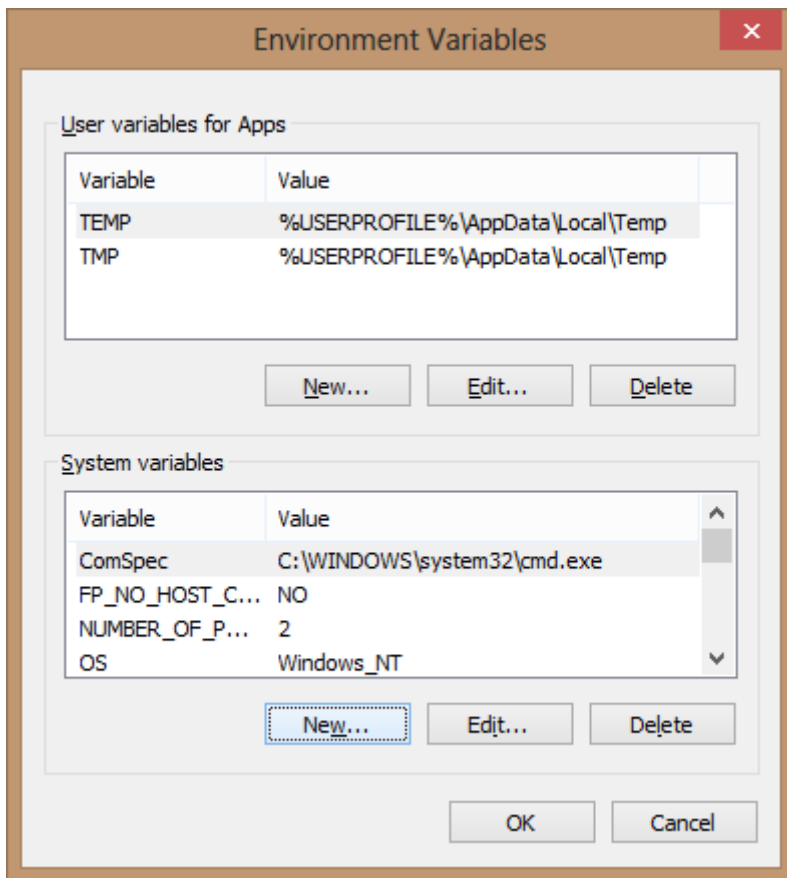 Environment Variables
User variables for Apps
Variable Value
TEMP %USERPROFILE%\AppData\Local\Temp
TMP %USERPROFILE%\AppData\Local\Temp
New... Edit... Delete
System variables
Variable Value
ComSpec C:\WINDOWS\system32\cmd.exe
FP_NO_HOST_C... NO
NUMBER_OF_P... 2
OS Windows_NT
New... Edit... Delete
OK Cancel